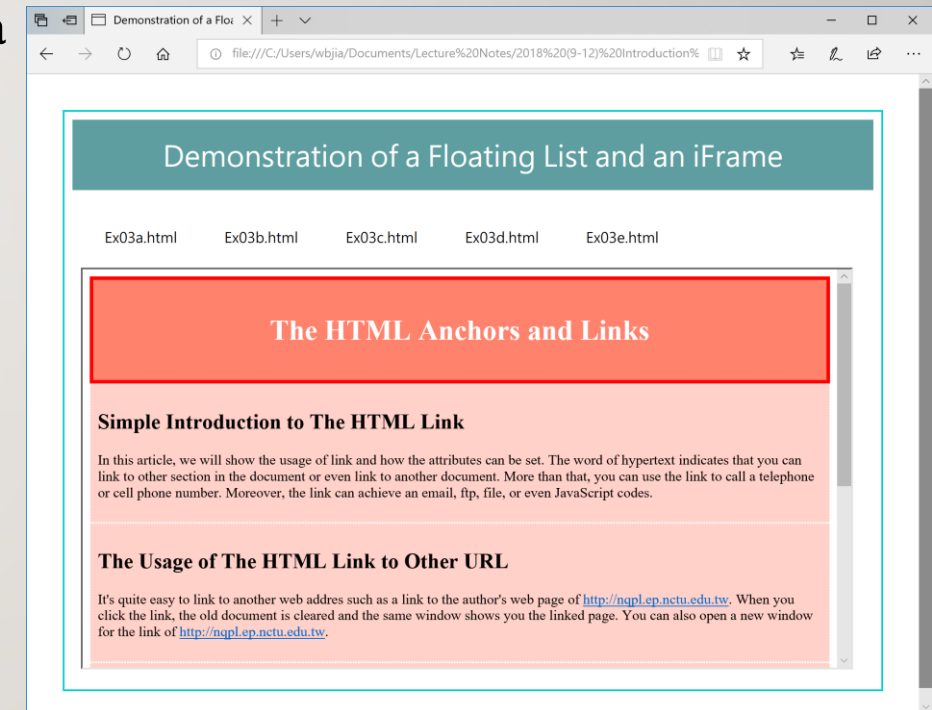 a
Demonstration of a Floa
file:///C:/Users/wbjia/Documents/Lecture%20Notes/2018%20(9-12)%20Introduction%
Demonstration of a Floating List and an iFrame
Ex03a.html Ex03b.html Ex03c.html Ex03d.html Ex03e.html
The HTML Anchors and Links
Simple Introduction to The HTML Link
In this article, we will show the usage of link and how the attributes can be set. The word of hypertext indicates that you can
link to other section in the document or even link to another document. More than that, you can use the link to call a telephone
or cell phone number. Moreover, the link can achieve an email, ftp, file, or even JavaScript codes.
The Usage of The HTML Link to Other URL
It's quite easy to link to another web addres such as a link to the author's web page of http://nqpl.ep.nctu.edu.tw. When you
click the link, the old document is cleared and the same window shows you the linked page. You can also open a new window
for the link of http://nqpl.ep.nctu.edu.tw.